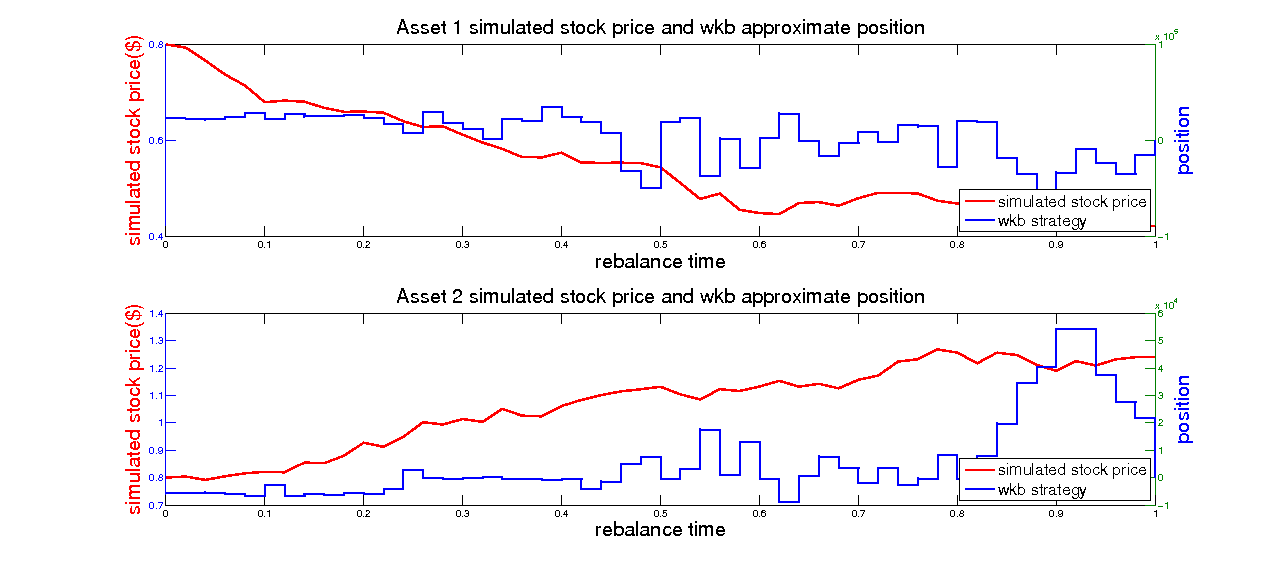 Asset 1 simulated stock price and wkb approximate position
x 10^5
simulated stock price($)
0.8
0.6
0.4
1
0
-1
position
simulated stock price
wkb strategy
0 0.1 0.2 0.3 0.4 0.5 0.6 0.7 0.8 1
rebalance time
Asset 2 simulated stock price and wkb approximate position
x 10^4
simulated stock price($)
1.4
1.3
1.2
1.1
1
0.9
0.8
0.7
6
5
4
3
2
1
0
-1
position
simulated stock price
wkb strategy
0 0.1 0.2 0.3 0.4 0.5 0.6 0.7 0.8 0.9 1
rebalance time